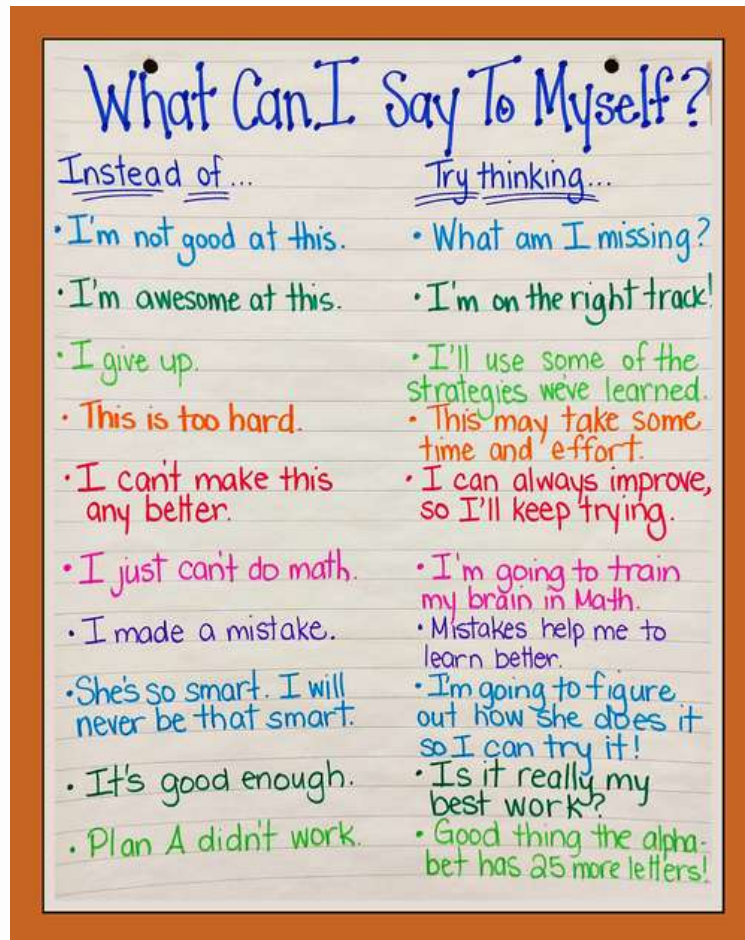 What Can I Say To Myself?
Instead of...
Try thinking...
• I'm not good at this.
• What am I missing?
• I'm awesome at this.
• I'm on the right track!
• I give up.
• I'll use some of the
strategies we've learned.
• This is too hard.
• This may take some
time and effort.
• I can't make this
any better.
• I can always improve,
so I'll keep trying.
• I just can't do math.
• I'm going to train
my brain in Math.
• I made a mistake.
• Mistakes help me to
learn better.
• She's so smart. I will
never be that smart.
• I'm going to figure
out how she does it
so I can try it!
• It's good enough.
• Is it really my
best work?
• Plan A didn't work.
• Good thing the alpha-
bet has 25 more letters!